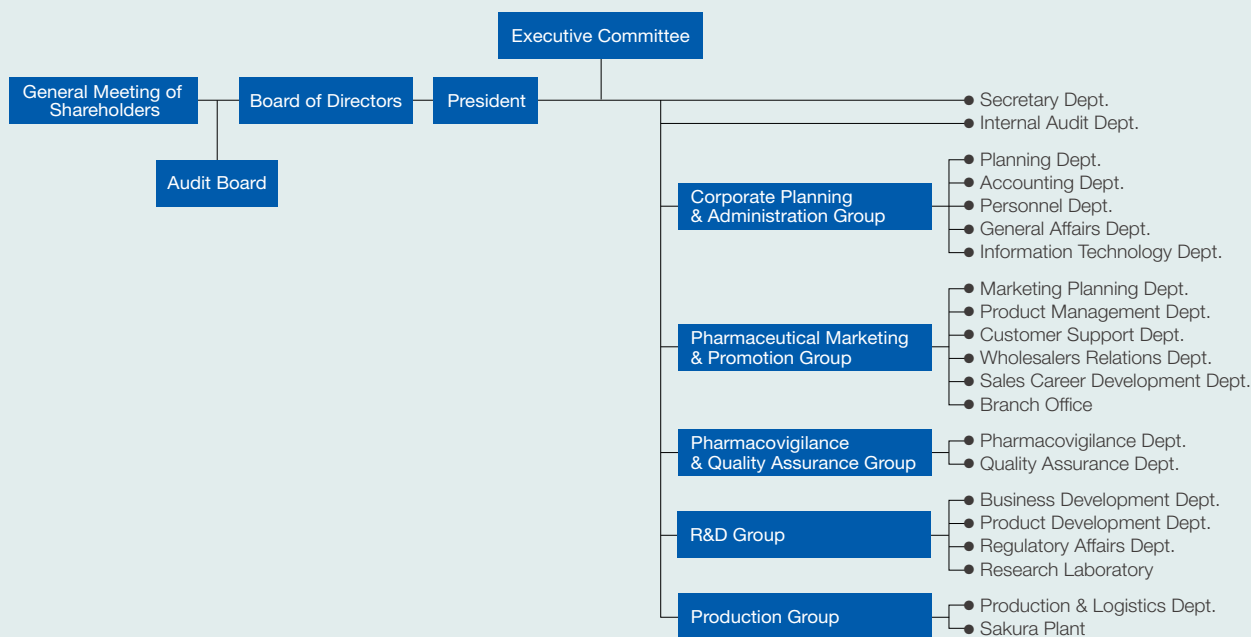 Executive Committee
General Meeting of
Shareholders
Board of Directors
President
Audit Board
Secretary Dept.
Internal Audit Dept.
Corporate Planning
& Administration Group
Planning Dept.
Accounting Dept.
Personnel Dept.
General Affairs Dept.
Information Technology Dept.
Pharmaceutical Marketing
& Promotion Group
Marketing Planning Dept.
Product Management Dept.
Customer Support Dept.
Wholesalers Relations Dept.
Sales Career Development Dept.
Branch Office
Pharmacovigilance
& Quality Assurance Group
Pharmacovigilance Dept.
Quality Assurance Dept.
R&D Group
Business Development Dept.
Product Development Dept.
Regulatory Affairs Dept.
Research Laboratory
Production Group
Production & Logistics Dept.
Sakura Plant